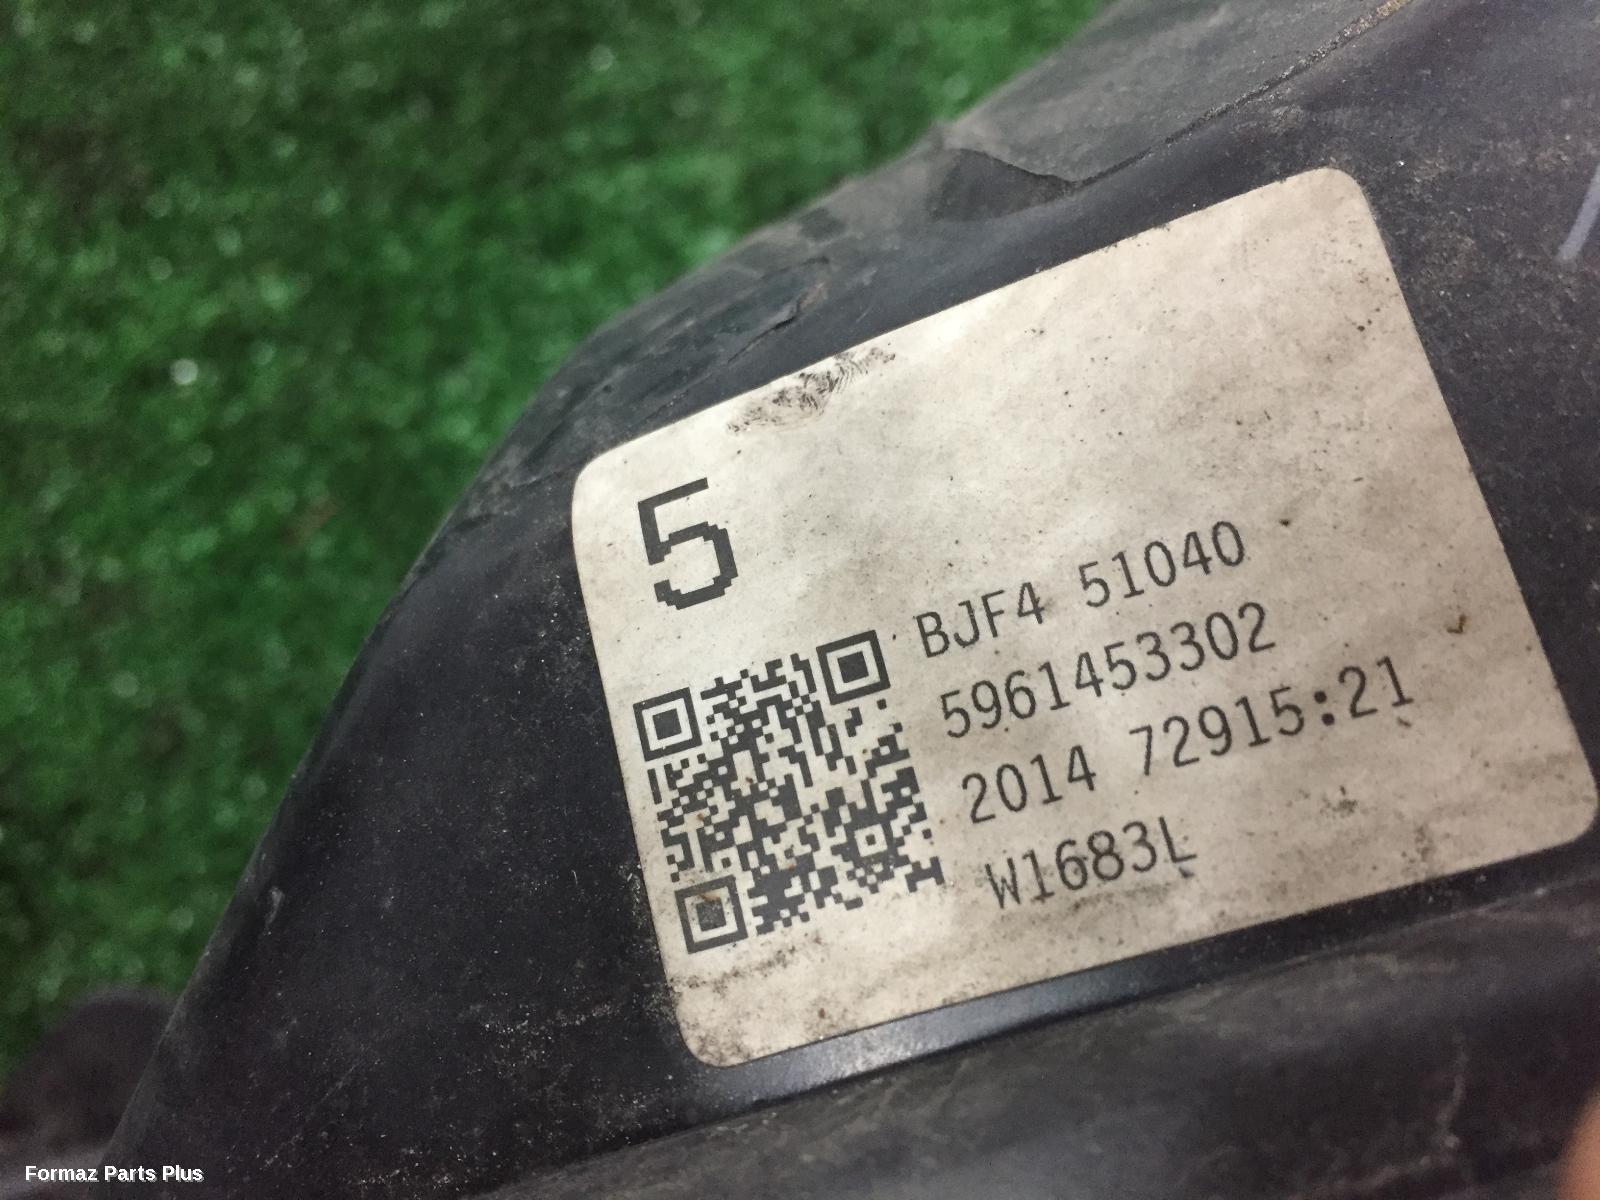 5
BJF4 51040
5961453302
2014 72915:21
W1683L
Formaz Parts Plus